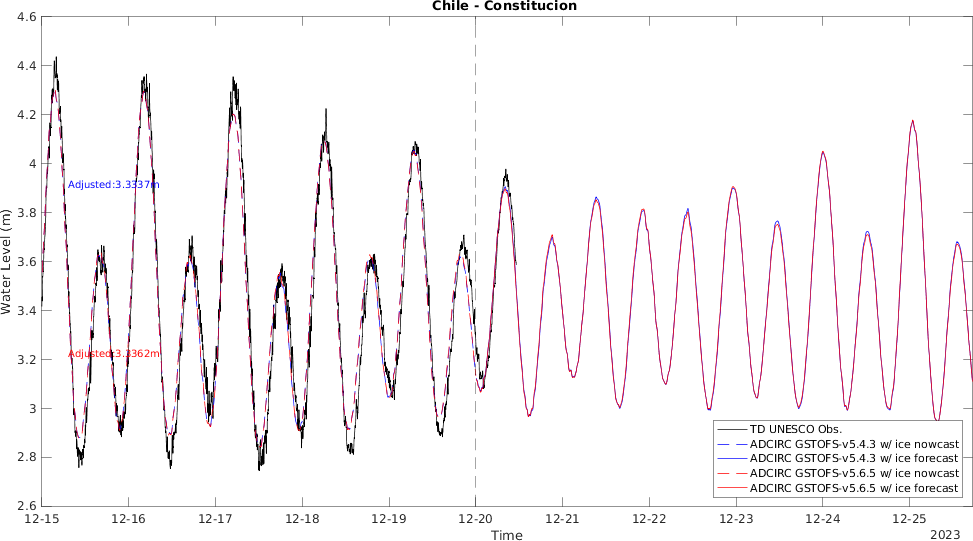 Chile - Constitucion
4.6
4.4
4.2
4
3.8
3.6
3.4
3.2
3
2.8
2.6
Water Level (m)
Adjusted:3.3337m
Adjusted:3.3362m
TD UNESCO Obs.
ADCIRC GSTOFS-v5.4.3 w/ ice nowcast
ADCIRC GSTOFS-v5.4.3 w/ ice forecast
ADCIRC GSTOFS-v5.6.5 w/ ice nowcast
ADCIRC GSTOFS-v5.6.5 w/ ice forecast
12-15 12-16 12-17 12-18 12-19 12-20 12-21 12-22 12-23 12-24 12-25
Time
2023